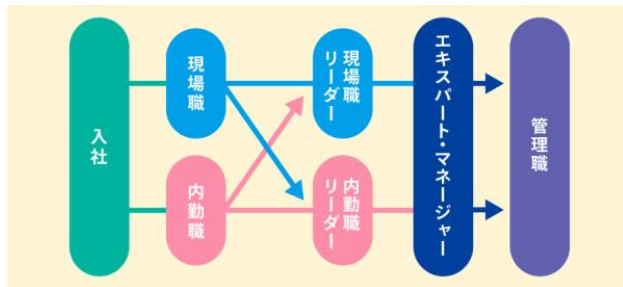 入社
現場職
内勤職
現場職
リーダー
内勤職
リーダー
エキスパート・マネージャー
管理職